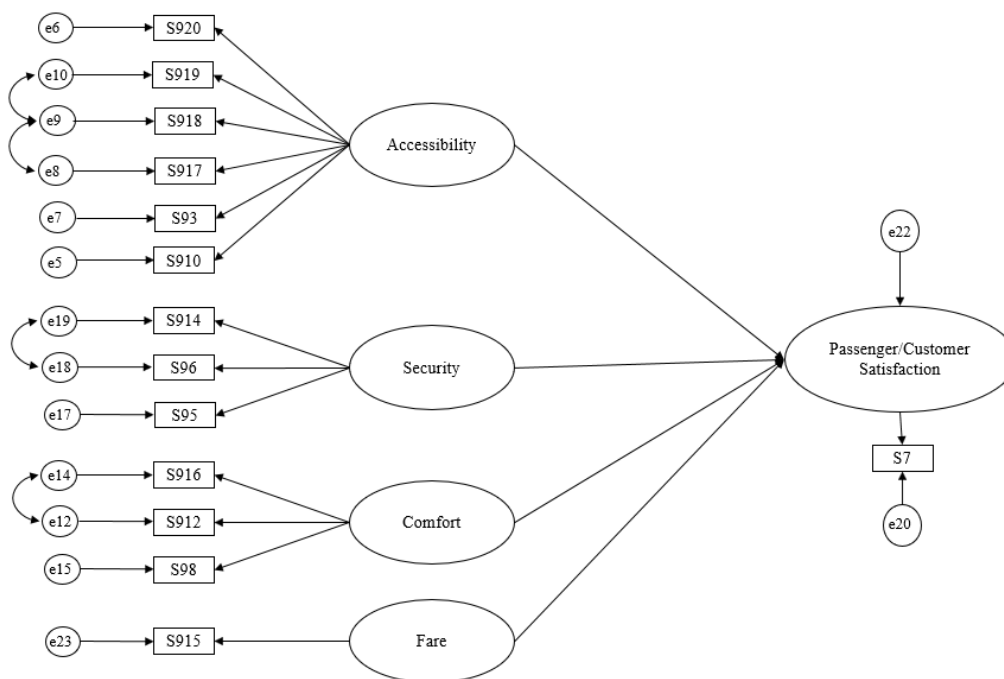 e6
S920
e10
S919
e9
S918
Accessibility
e8
S917
e7
S93
e5
S910
e22
e19
S914
Passenger/Customer
Satisfaction
e18
S96
Security
e17
S95
S7
e14
S916
e12
S912
Comfort
e20
e15
S98
e23
S915
Fare